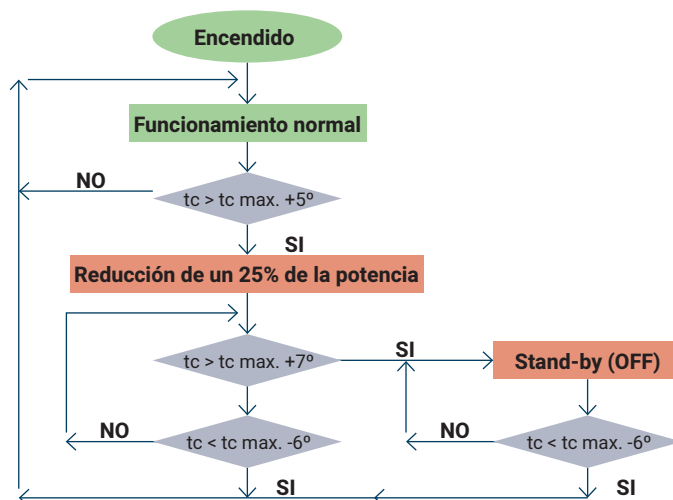 Encendido
Funcionamiento normal
NO
tc > tc max. +5º
SI
Reducción de un 25% de la potencia
tc > tc max. +7º
SI
Stand-by (OFF)
NO
tc < tc max. -6º
NO
tc < tc max. -6º
SI
SI